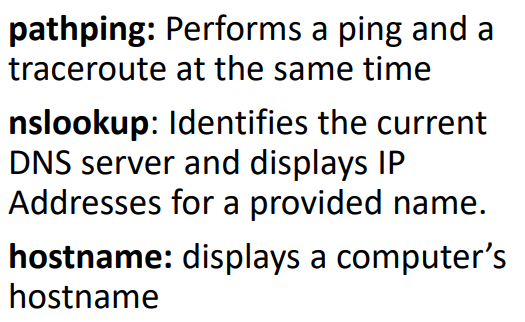 pathping: Performs a ping and a
traceroute at the same time
nslookup: Identifies the current
DNS server and displays IP
Addresses for a provided name.
hostname: displays a computer’s
hostname